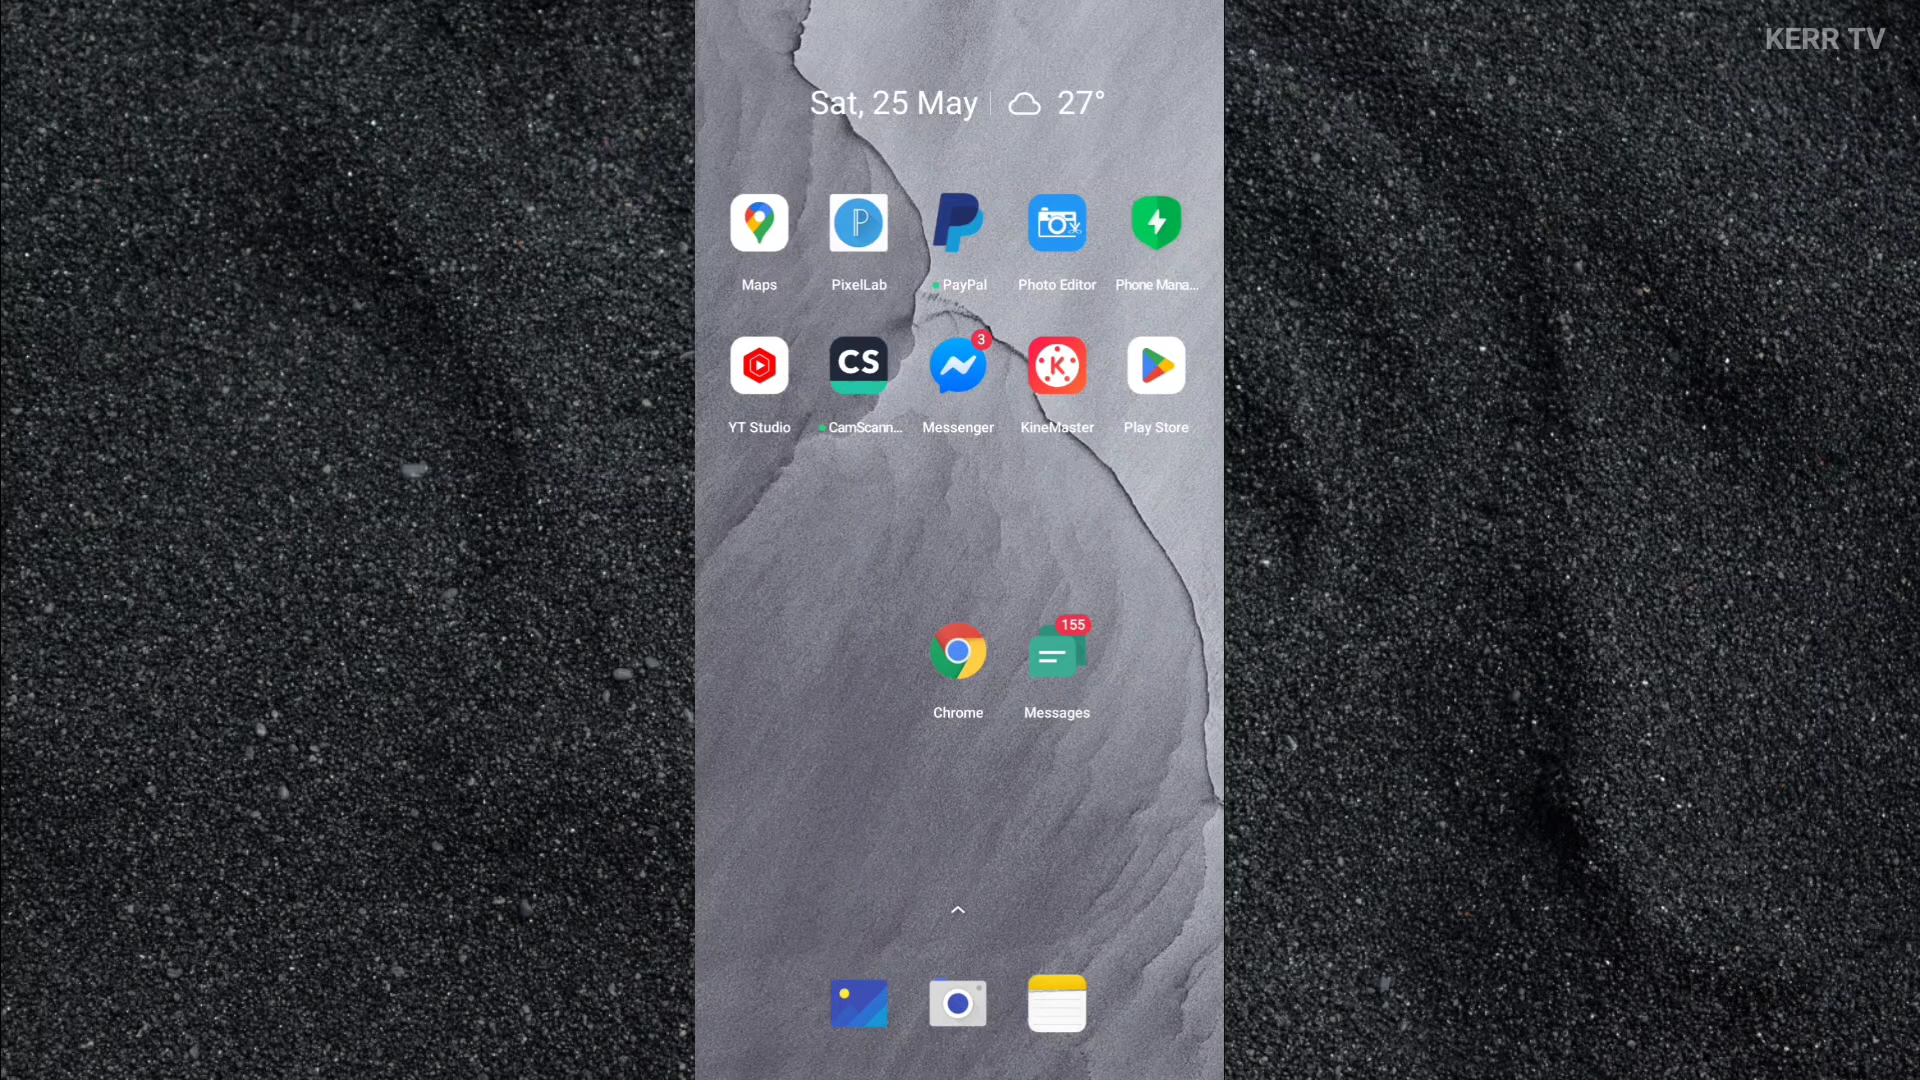 KERR TV
Sat, 25 May 27°
Maps PixelLab PayPal Photo Editor Phone Mana...
3
CS
YT Studio CamScann... Messenger KineMaster Play Store
155
Chrome Messages